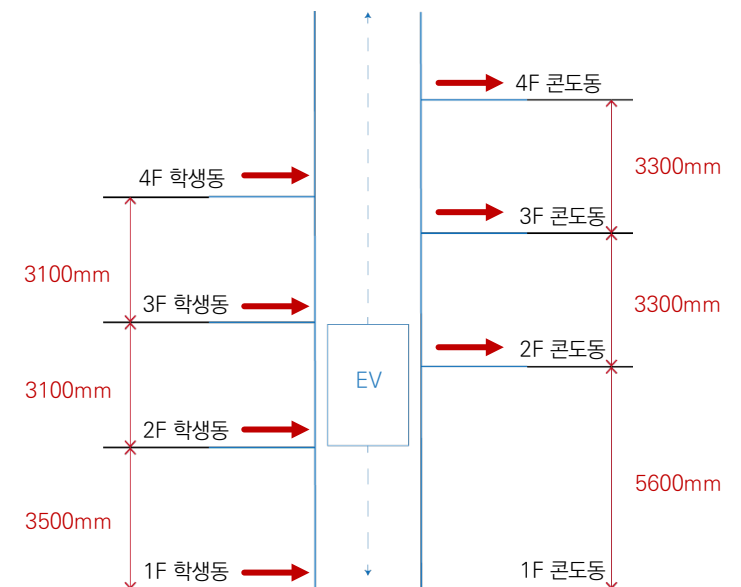 4F 콘도동
3300mm
4F 학생동
3F 콘도동
3100mm
3F 학생동
3300mm
2F 콘도동
EV
3100mm
2F 학생동
5600mm
3500mm
1F 학생동
1F 콘도동